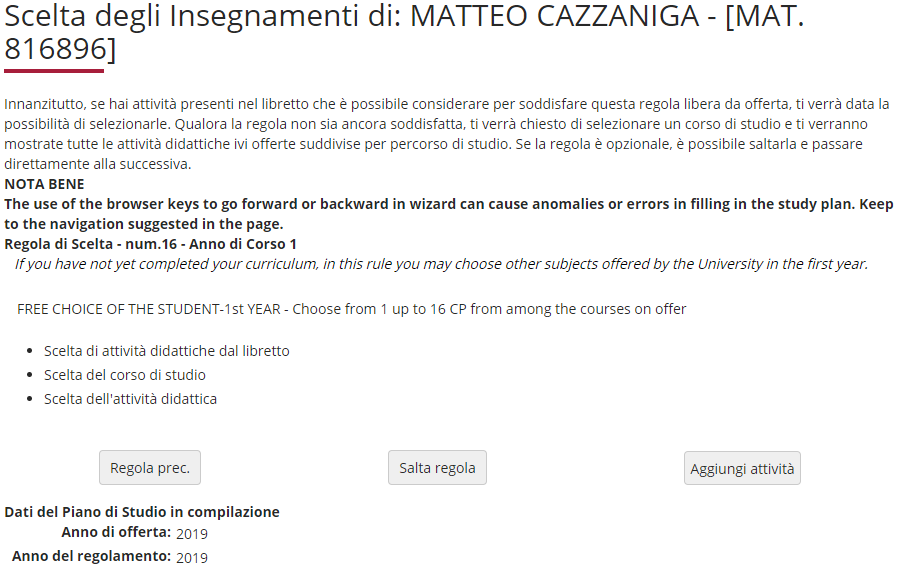 Scelta degli Insegnamenti di: MATTEO CAZZANIGA - [MAT.
816896]
Innanzitutto, se hai attività presenti nel libretto che è possibile considerare per soddisfare questa regola libera da offerta, ti verrà data la
possibilità di selezionarle. Qualora la regola non sia ancora soddisfatta, ti verrà chiesto di selezionare un corso di studio e ti verranno
mostrate tutte le attività didattiche ivi offerte suddivise per percorso di studio. Se la regola è opzionale, è possibile saltarla e passare
direttamente alla successiva.
NOTA BENE
The use of the browser keys to go forward or backward in wizard can cause anomalies or errors in filling in the study plan. Keep
to the navigation suggested in the page.
Regola di Scelta - num.16 - Anno di Corso 1
If you have not yet completed your curriculum, in this rule you may choose other subjects offered by the University in the first year.
FREE CHOICE OF THE STUDENT-1st YEAR - Choose from 1 up to 16 CP from among the courses on offer
• Scelta di attività didattiche dal libretto
• Scelta del corso di studio
• Scelta dell'attività didattica
Regola prec. Salta regola Aggiungi attività
Dati del Piano di Studio in compilazione
Anno di offerta: 2019
Anno del regolamento: 2019